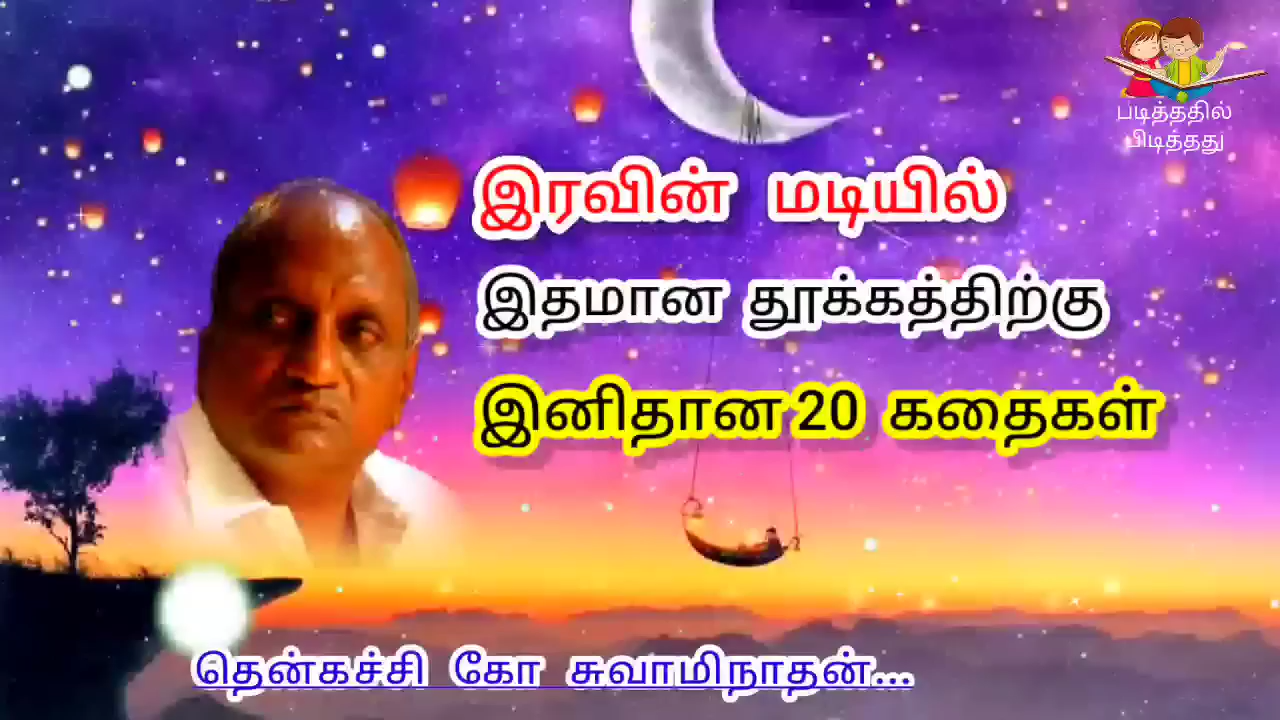 படித்ததில்
பிடித்தது
இரவின் மடியில்
இதமான தூக்கத்திற்கு
இனிதான 20 கதைகள்
தென்கச்சி கோ சுவாமிநாதன்...